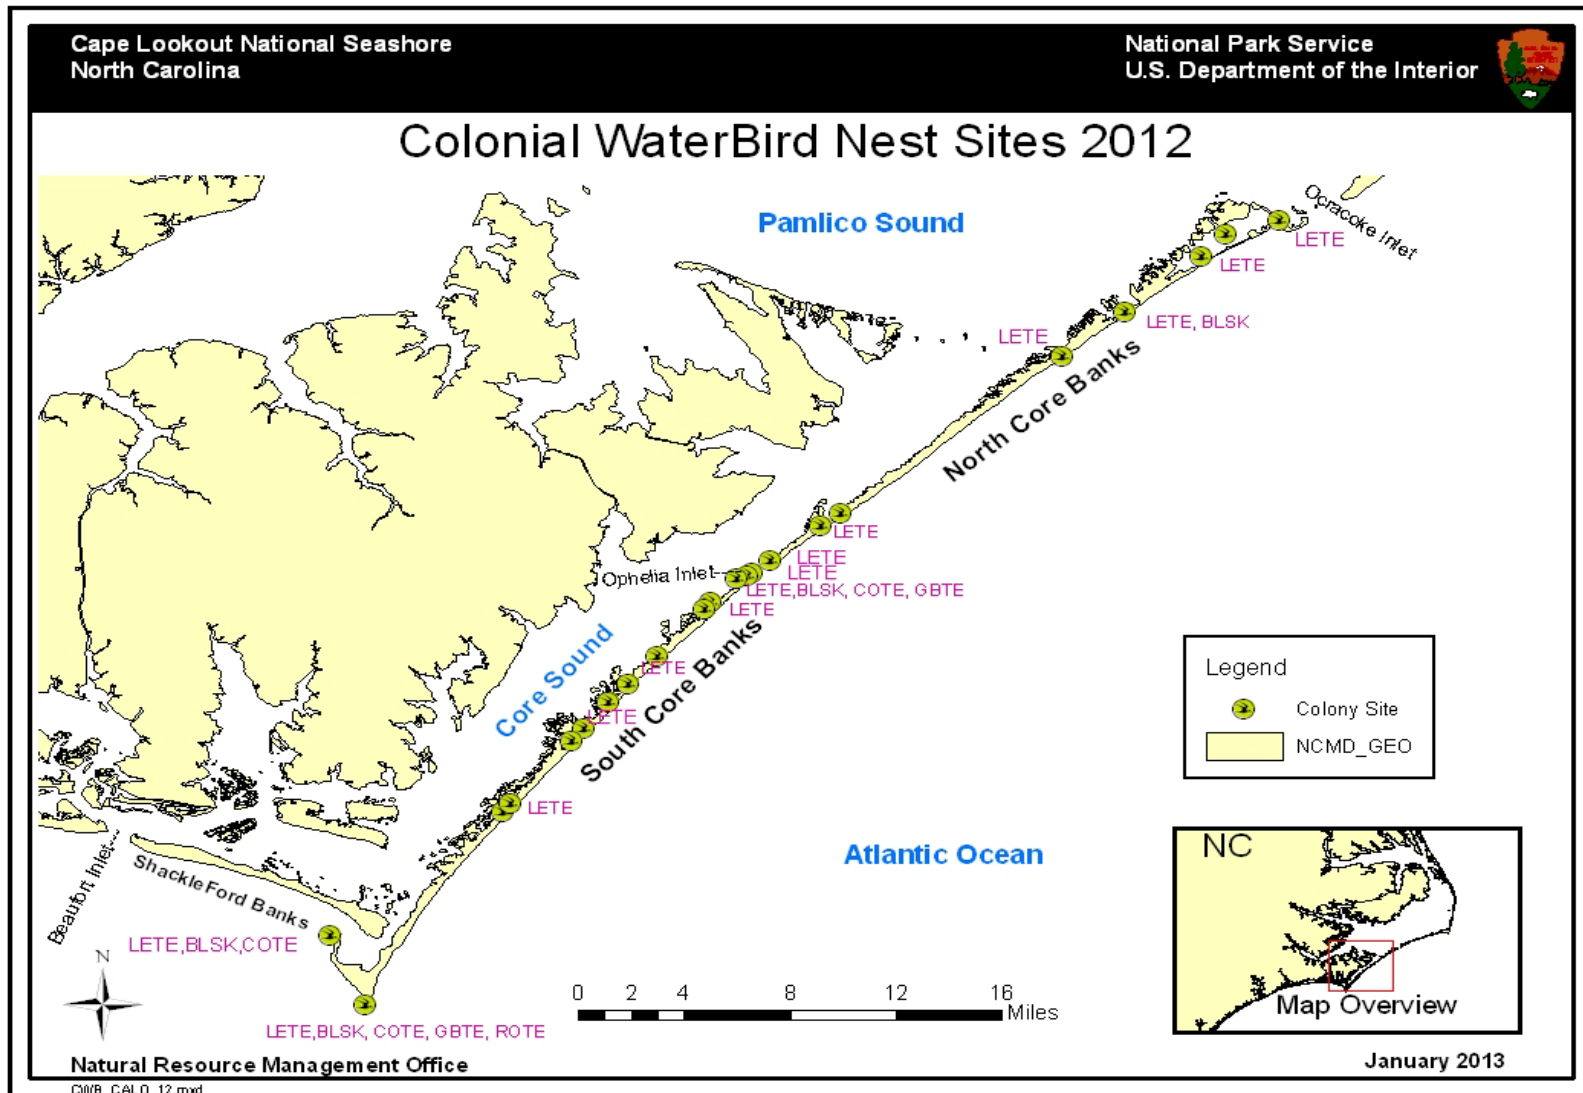 Cape Lookout National Seashore
North Carolina
National Park Service
U.S. Department of the Interior
Colonial WaterBird Nest Sites 2012
Pamlico Sound
Ocracoke Inlet
LETE
LETE
LETE, BLSK
LETE
North Core Banks
LETE
LETE
Ophelia Inlet
LETE
LETE,BLSK, COTE, GBTE
LETE
Core Sound
South Core Banks
LETE
LETE
LETE
Legend
Colony Site
NCMD_GEO
Atlantic Ocean
Beaufort Inlet
ShackleFord Banks
LETE,BLSK,COTE
N
LETE,BLSK, COTE, GBTE, ROTE
0 2 4 8 12 16
Miles
NC
Map Overview
Natural Resource Management Office
January 2013